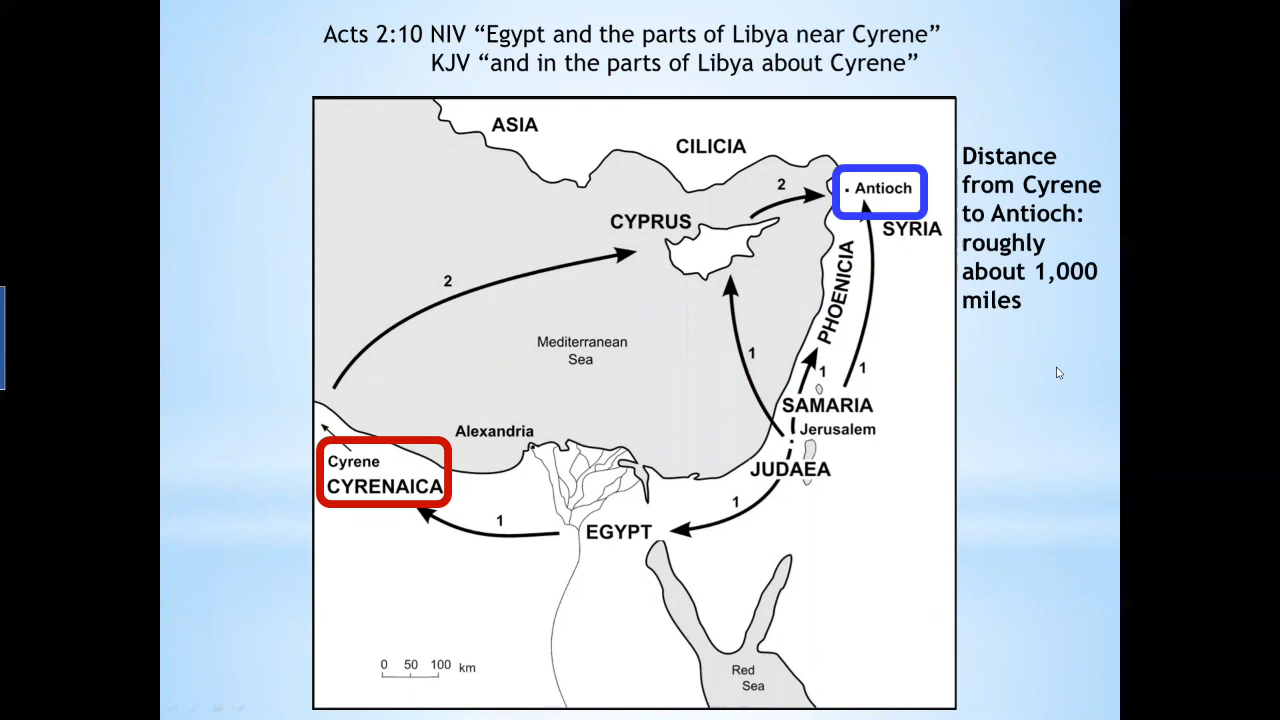 Acts 2:10 NIV “Egypt and the parts of Libya near Cyrene”
KJV “and in the parts of Libya about Cyrene”
ASIA
CILICIA
2
Antioch
CYPRUS
SYRIA
2
PHOENICIA
Mediterranean
Sea
1
1
1
SAMARIA
Jerusalem
Alexandria
JUDAEA
Cyrene
CYRENAICA
1
1
EGYPT
0 50 100 km
Red
Sea
Distance
from Cyrene
to Antioch:
roughly
about 1,000
miles